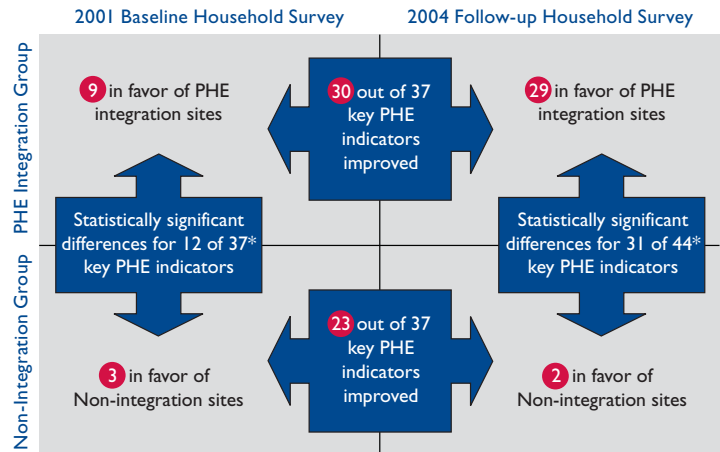 2001 Baseline Household Survey
2004 Follow-up Household Survey
PHE Integration Group
9 in favor of PHE
integration sites
30 out of 37
key PHE
indicators
improved
29 in favor of PHE
integration sites
Statistically significant
differences for 12 of 37*
key PHE indicators
Statistically significant
differences for 31 of 44*
key PHE indicators
Non-Integration Group
3 in favor of
Non-integration sites
23 out of 37
key PHE
indicators
improved
2 in favor of
Non-integration sites